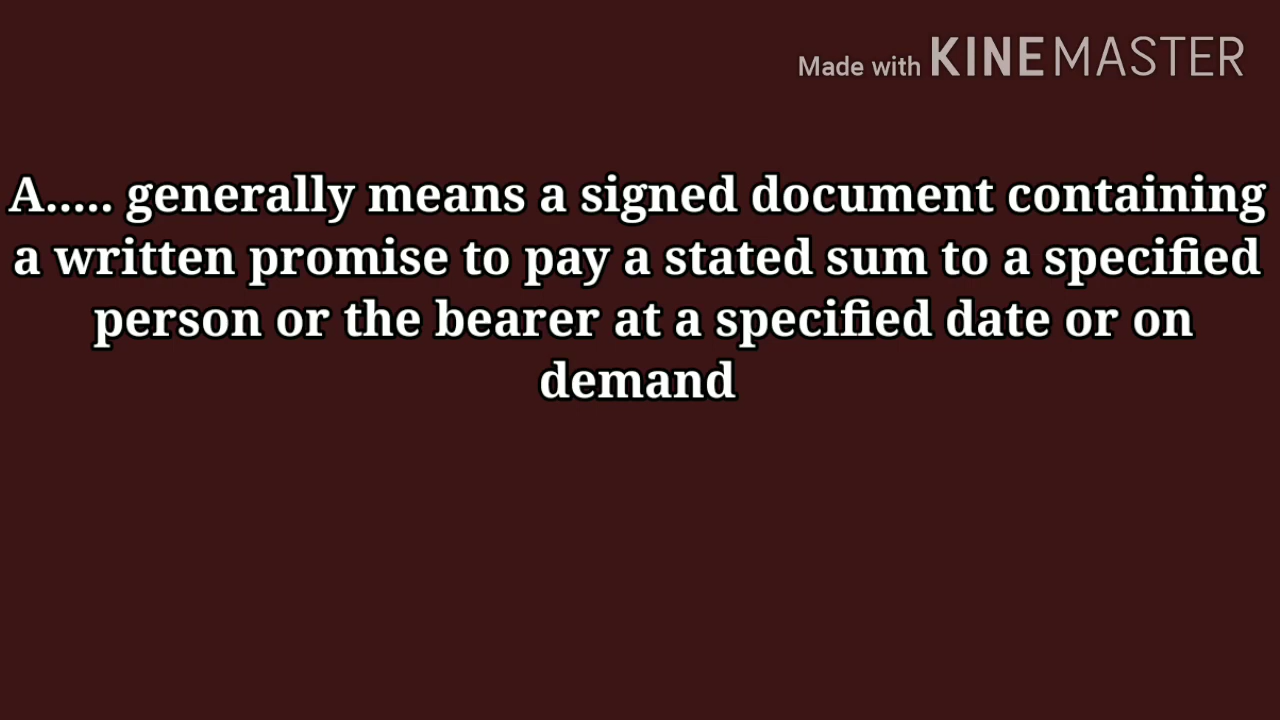 Made with KINEMASTER
A..... generally means a signed document containing
a written promise to pay a stated sum to a specified
person or the bearer at a specified date or on
demand